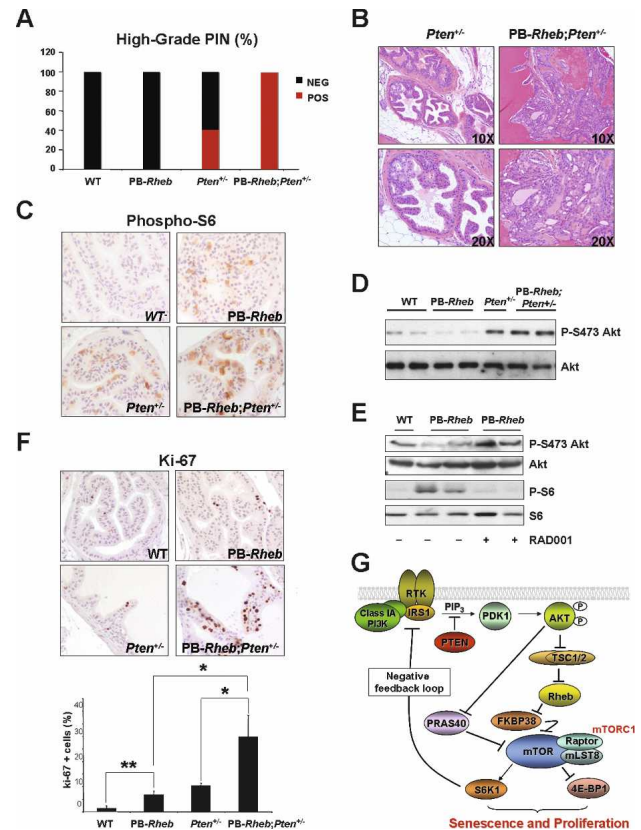 A
High-Grade PIN (%)
120
100
80
60
40
20
0
NEG
POS
WT
PB-Rheb
Pten+/-
PB-Rheb;Pten+/-
B
Pten+/-
PB-Rheb;Pten+/-
10X
10X
20X
20X
C
Phospho-S6
WT
PB-Rheb
Pten+/-
PB-Rheb;Pten+/-
D
WT
PB-Rheb
Pten+/-
PB-Rheb;
Pten+/-
P-S473 Akt
Akt
E
WT
PB-Rheb
PB-Rheb
P-S473 Akt
Akt
P-S6
S6
– – – + + RAD001
F
Ki-67
WT
PB-Rheb
Pten+/-
PB-Rheb;Pten+/-
ki-67 + cells (%)
50
40
30
20
10
0
**
*
*
WT
PB-Rheb
Pten+/-
PB-Rheb;Pten+/-
G
RTK
Class IA
PI3K
IRS1
PIP3
PDK1
AKT
P
P
PTEN
TSC1/2
Negative
feedback loop
Rheb
PRAS40
FKBP38
mTORC1
Raptor
mTOR
mLST8
S6K1
4E-BP1
Senescence and Proliferation